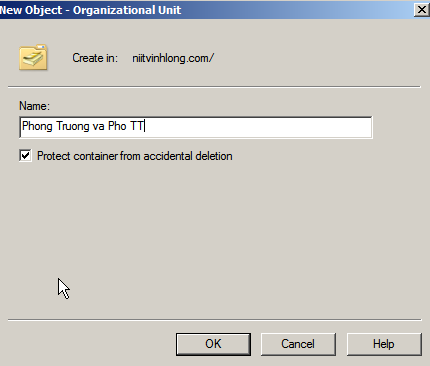 New Object - Organizational Unit
Create in: niitvinhlong.com/
Name:
Phong Truong va Pho TT
Protect container from accidental deletion
OK Cancel Help